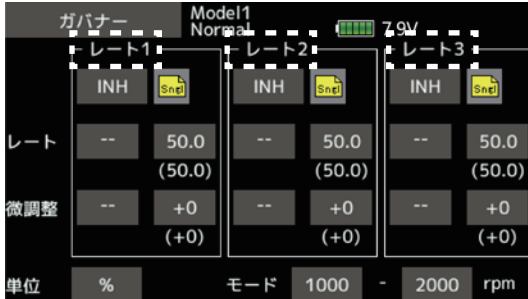 ガバナー Model1 7.9V
Normal
レート1 レート2 レート3
INH Sngl INH Sngl INH Sngl
レート -- 50.0 -- 50.0 -- 50.0
(50.0) (50.0) (50.0)
微調整 -- +0 -- +0 -- +0
(+0) (+0) (+0)
単位 % モード 1000 - 2000 rpm